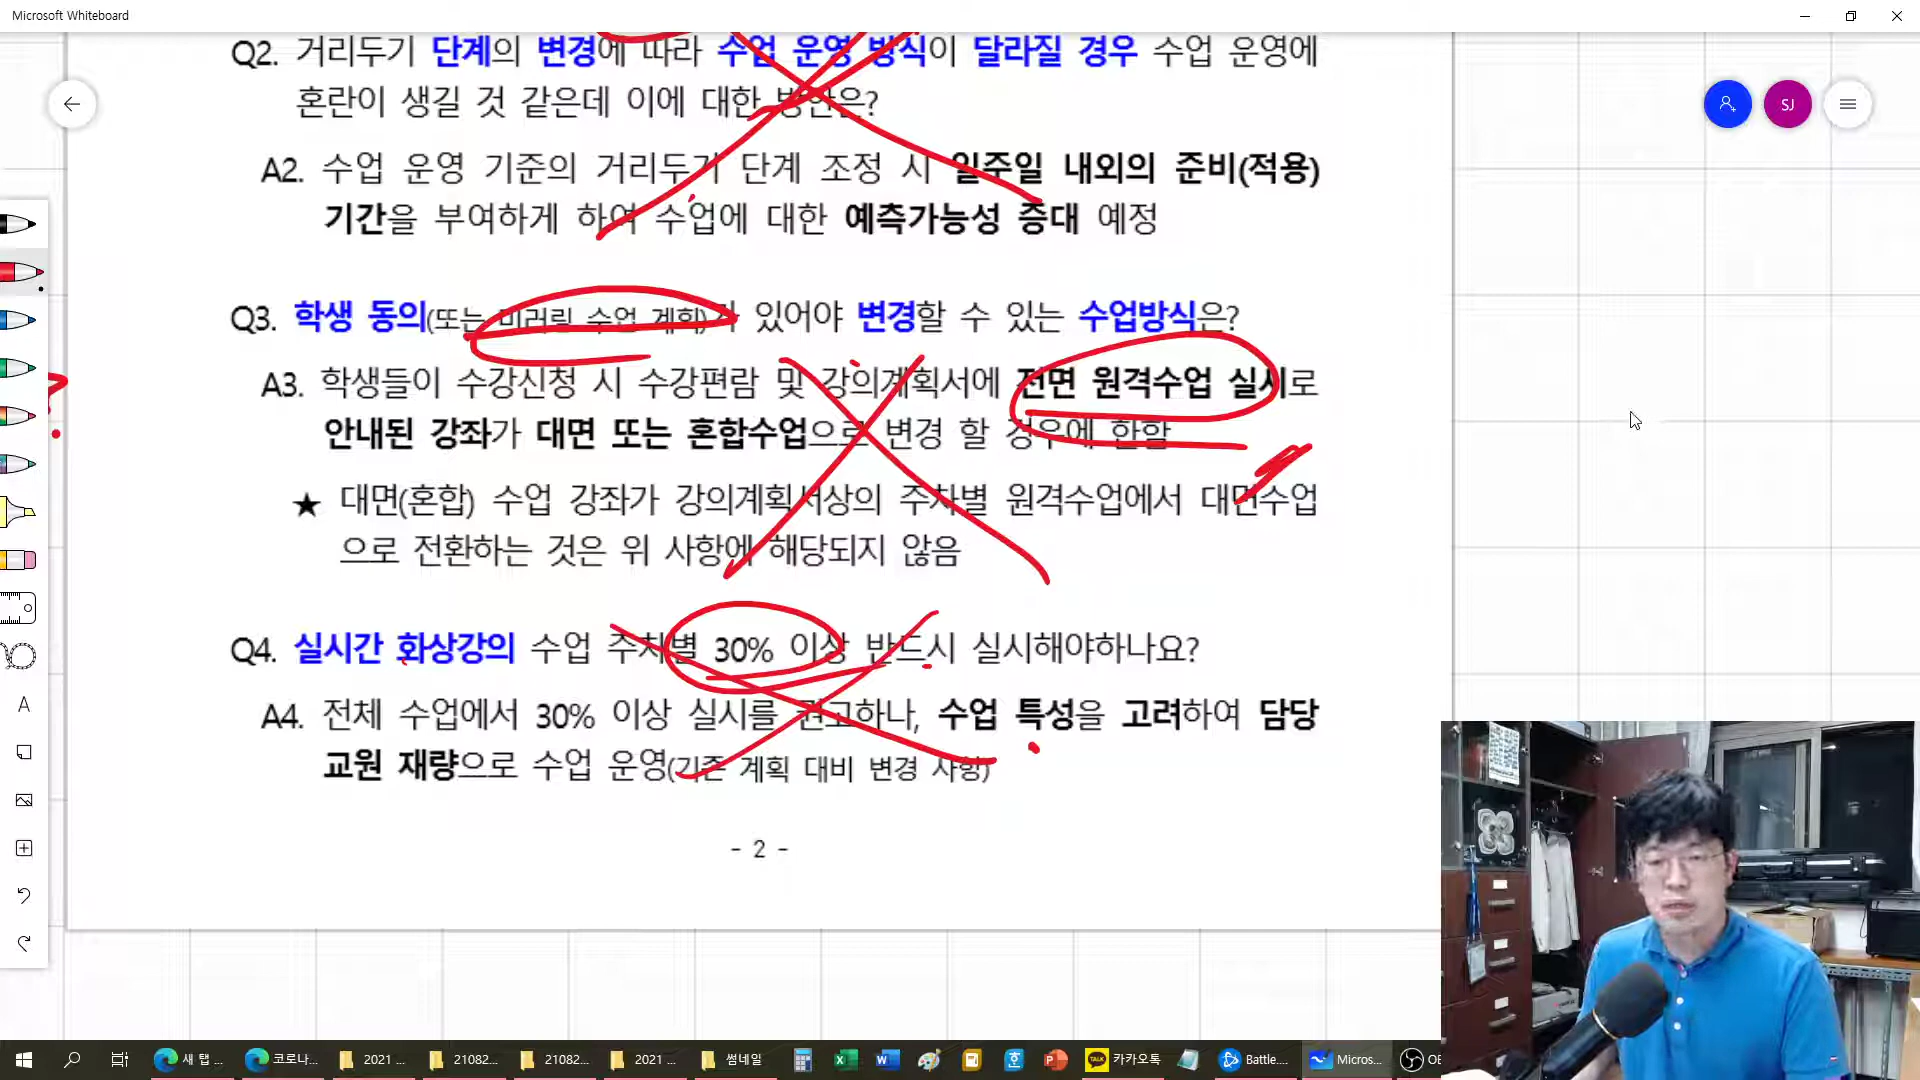 Microsoft Whiteboard
Q2. 거리두기 단계의 변경에 따라 수업 운영 방식이 달라질 경우 수업 운영에
혼란이 생길 것 같은데 이에 대한 방안은?
A2. 수업 운영 기준의 거리두기 단계 조정 시 일주일 내외의 준비(적용)
기간을 부여하게 하여 수업에 대한 예측가능성 증대 예정
Q3. 학생 동의(또는 미러링 수업 계획)가 있어야 변경할 수 있는 수업방식은?
A3. 학생들이 수강신청 시 수강편람 및 강의계획서에 전면 원격수업 실시로
안내된 강좌가 대면 또는 혼합수업으로 변경 할 경우에 한함
★ 대면(혼합) 수업 강좌가 강의계획서상의 주차별 원격수업에서 대면수업
으로 전환하는 것은 위 사항에 해당되지 않음
Q4. 실시간 화상강의 수업 주차별 30% 이상 반드시 실시해야하나요?
A4. 전체 수업에서 30% 이상 실시를 권고하나, 수업 특성을 고려하여 담당
교원 재량으로 수업 운영(기존 계획 대비 변경 사항)
- 2 -
SJ
A
새 탭 ...
코로나...
2021 ...
21082...
21082...
2021 ...
썸네일
카카오톡
Battle....
Micros...
OB